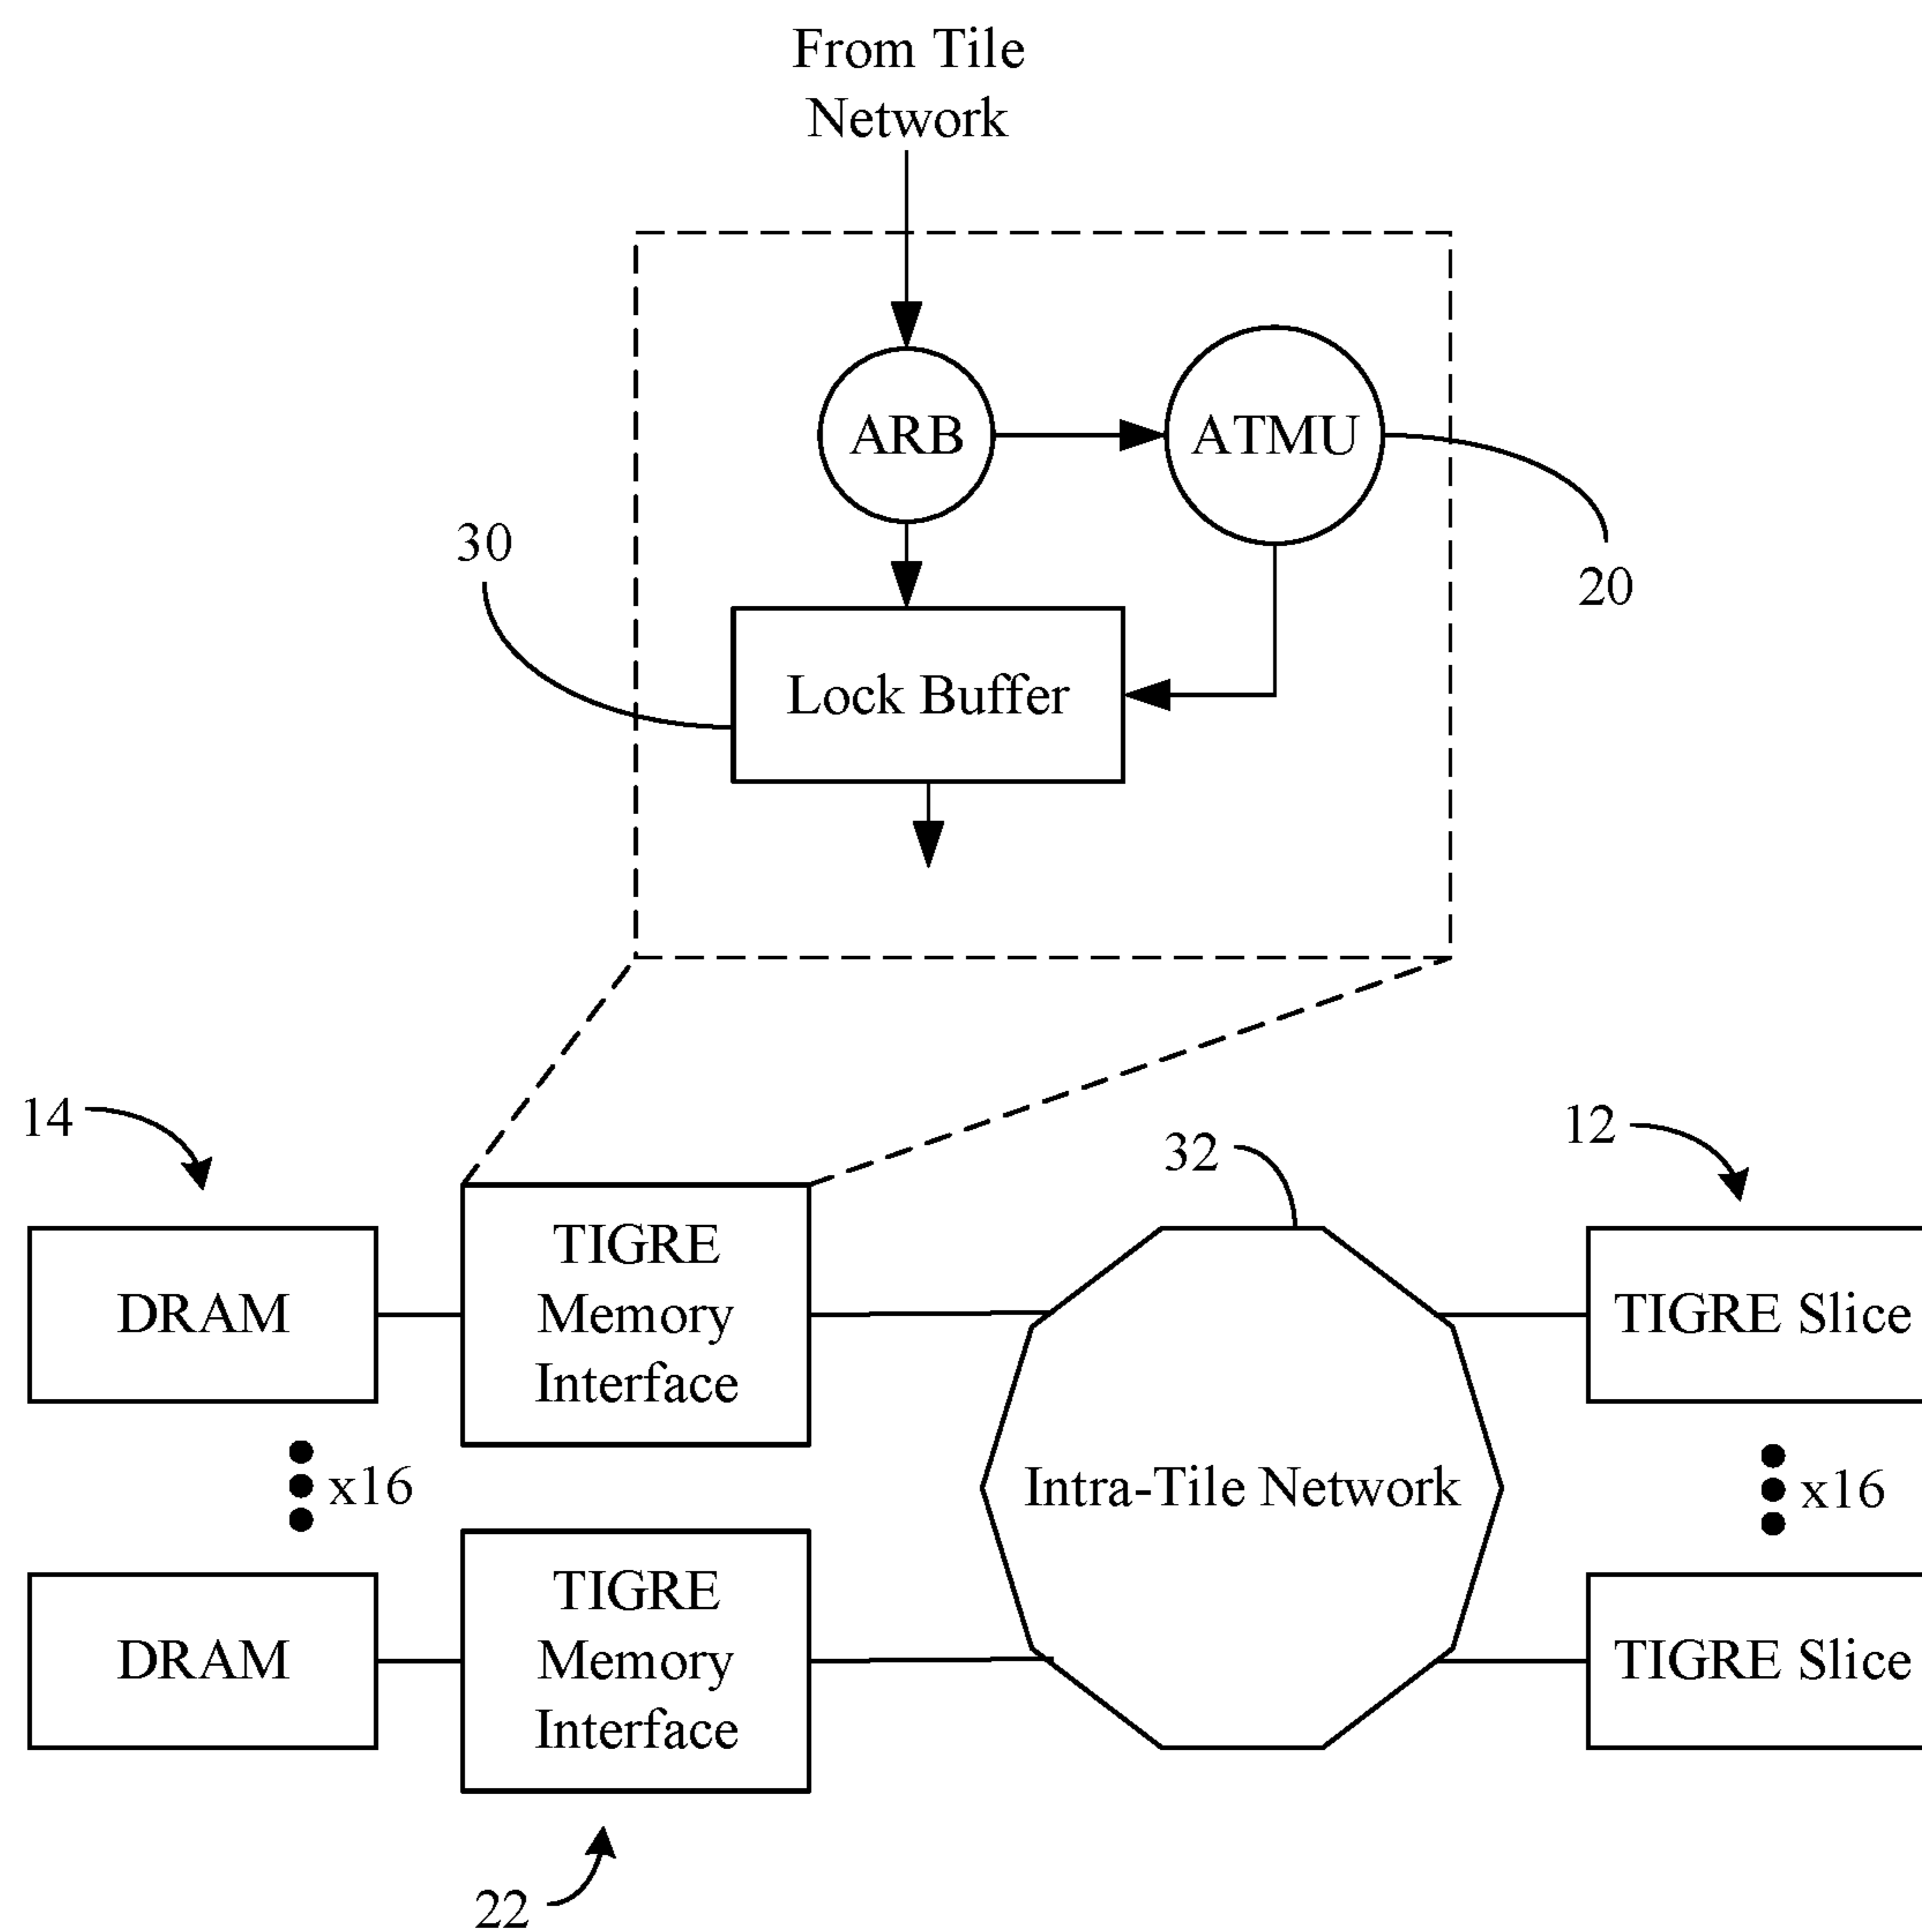 From Tile
Network
ARB
ATMU
30
20
Lock Buffer
14
32
12
DRAM
TIGRE
Memory
Interface
TIGRE Slice
x16
Intra-Tile Network
x16
DRAM
TIGRE
Memory
Interface
TIGRE Slice
22